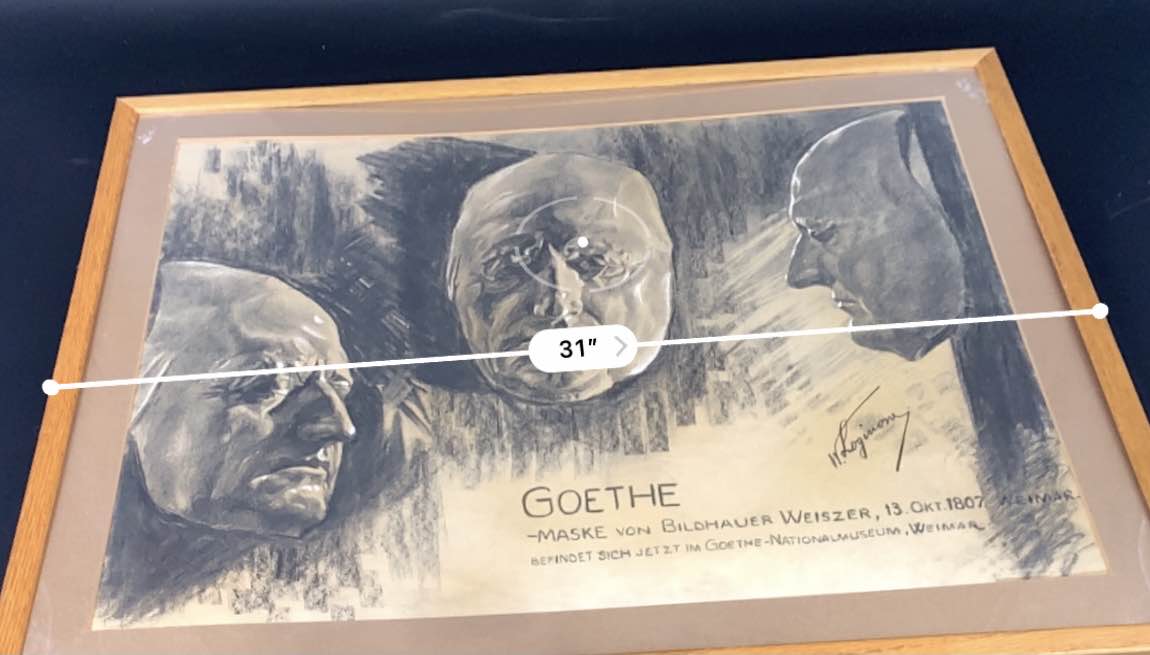 31"
GOETHE
-MASKE VON BILDHAUER WEISZER, 13. OKT. 1807 WEIMAR.
BEFINDET SICH JETZT IM GOETHE-NATIONALMUSEUM, WEIMAR